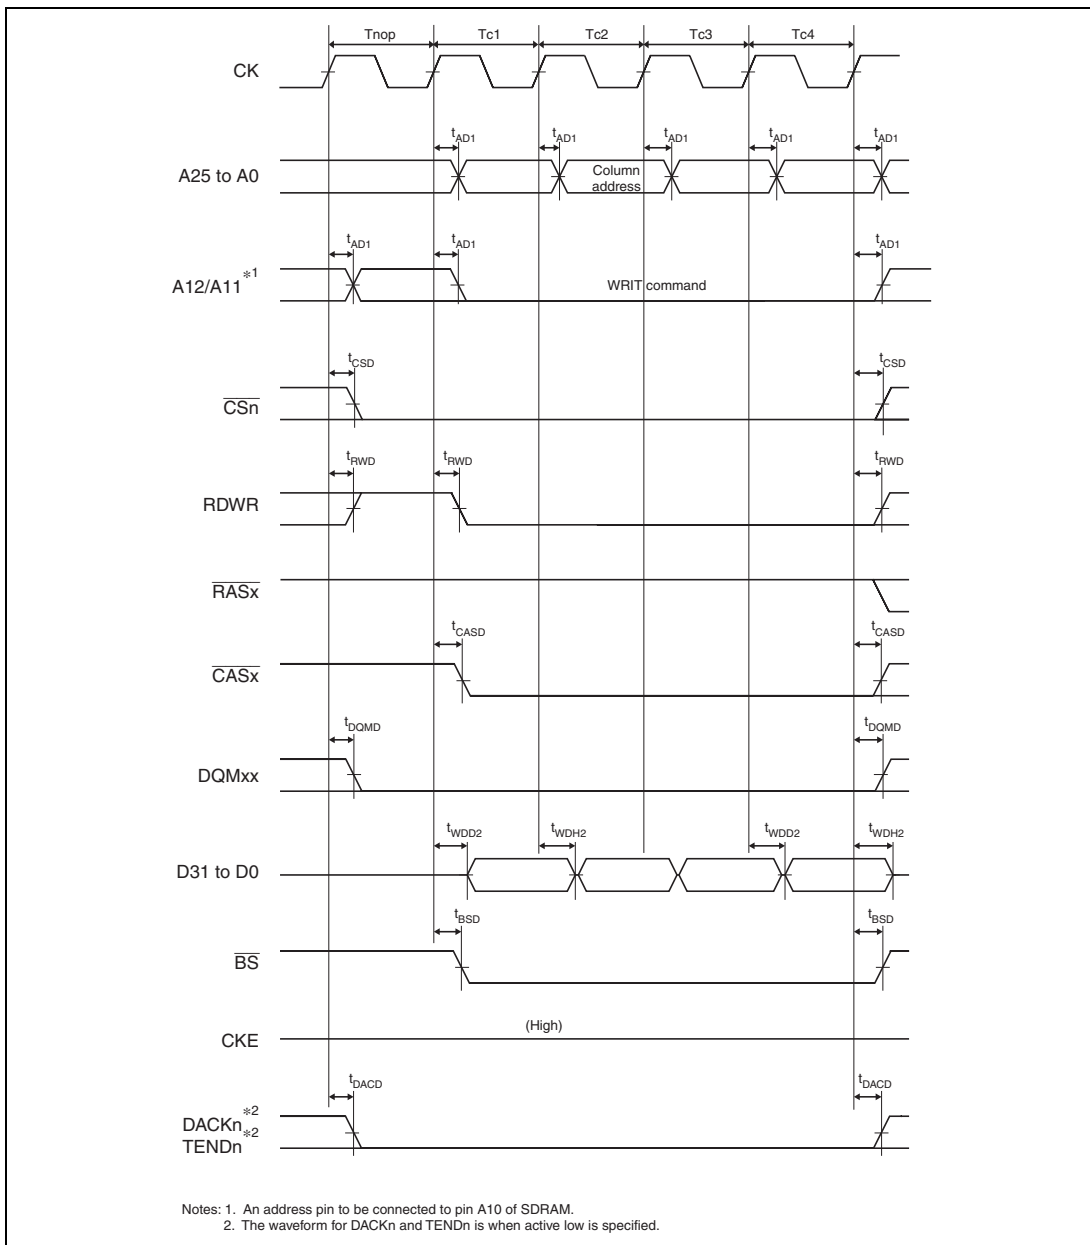 Tnop Tc1 Tc2 Tc3 Tc4
CK
tAD1 tAD1 tAD1 tAD1 tAD1
A25 to A0
Column
address
tAD1 tAD1 tAD1
A12/A11*1
WRIT command
tCSD tCSD
CSn
tRWD tRWD tRWD
RDWR
RASx
tCASD tCASD
CASx
tDQMD tDQMD
DQMxx
tWDD2 tWDH2 tWDD2 tWDH2
D31 to D0
tBSD tBSD
BS
(High)
CKE
tDACD tDACD
DACKn*2
TENDn*2
Notes: 1. An address pin to be connected to pin A10 of SDRAM.
2. The waveform for DACKn and TENDn is when active low is specified.